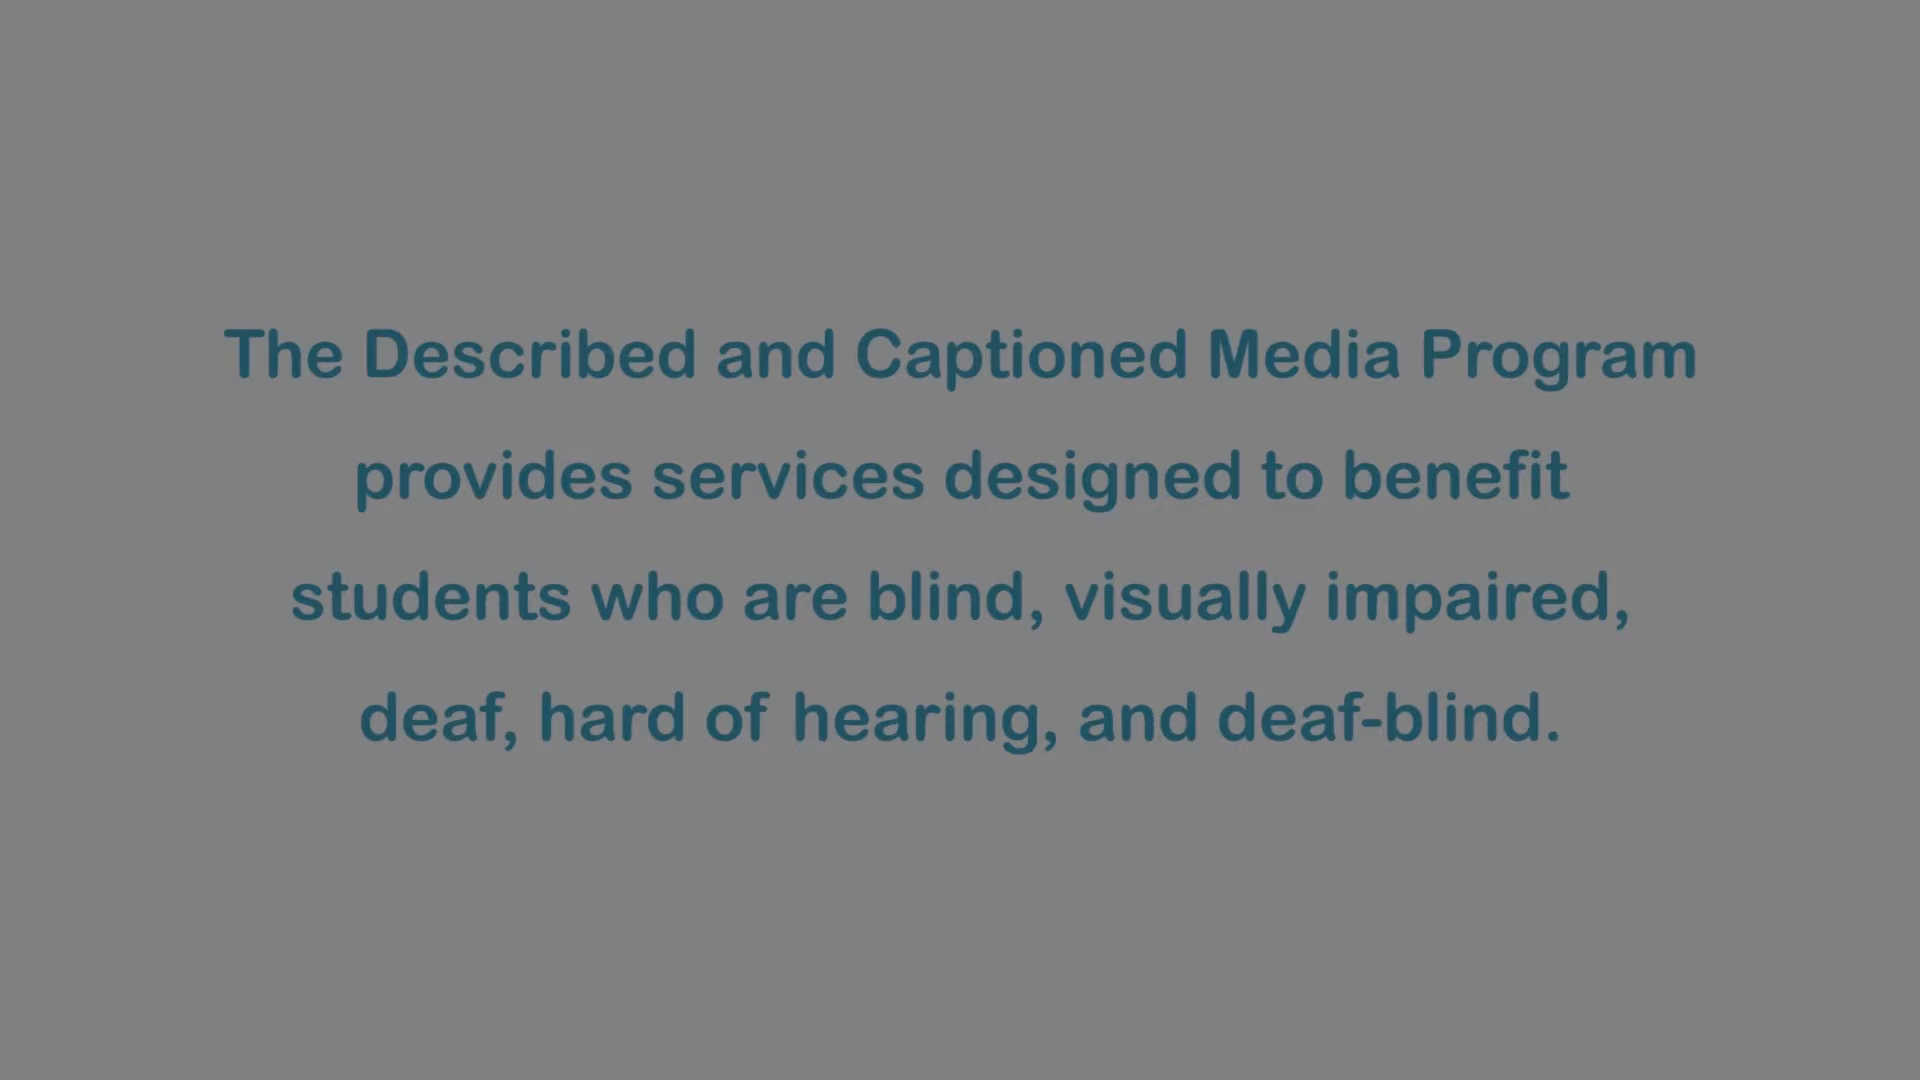 The Described and Captioned Media Program
provides services designed to benefit
students who are blind, visually impaired,
deaf, hard of hearing, and deaf-blind.